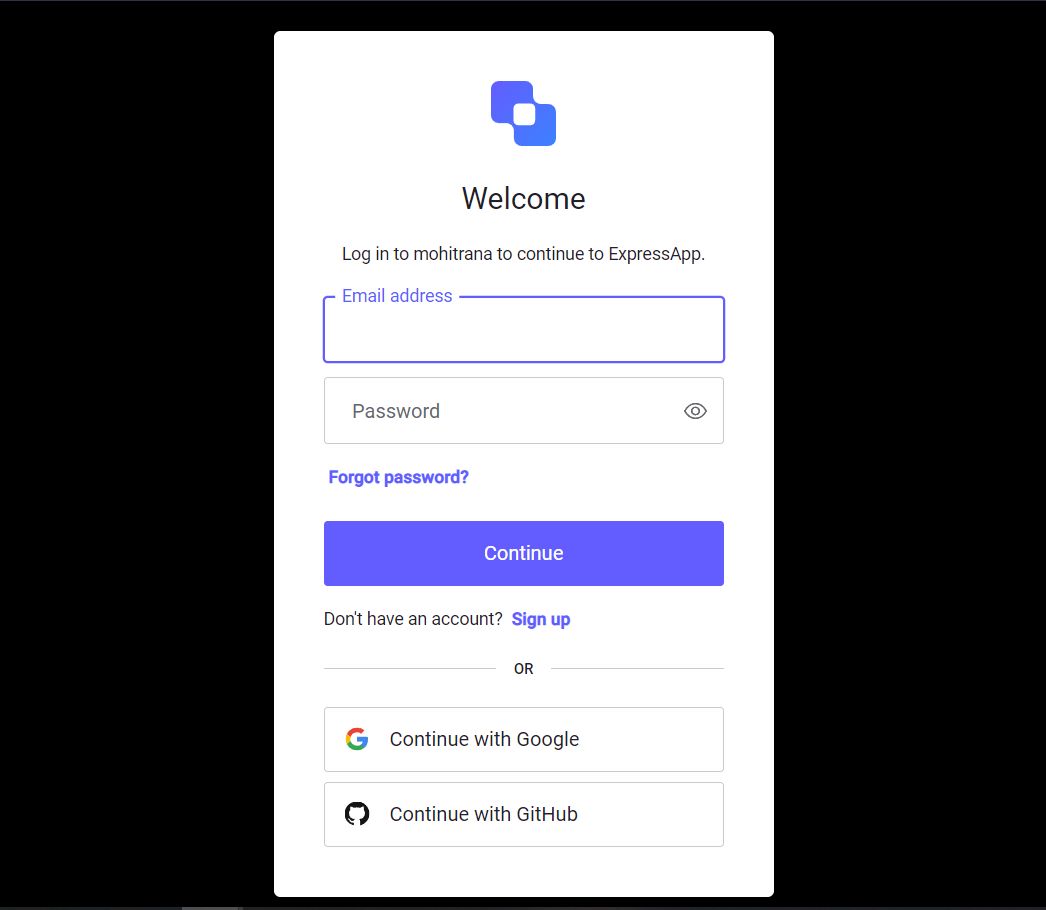 Welcome
Log in to mohitrana to continue to ExpressApp.
Email address
Password
Forgot password?
Continue
Don't have an account? Sign up
OR
Continue with Google
Continue with GitHub